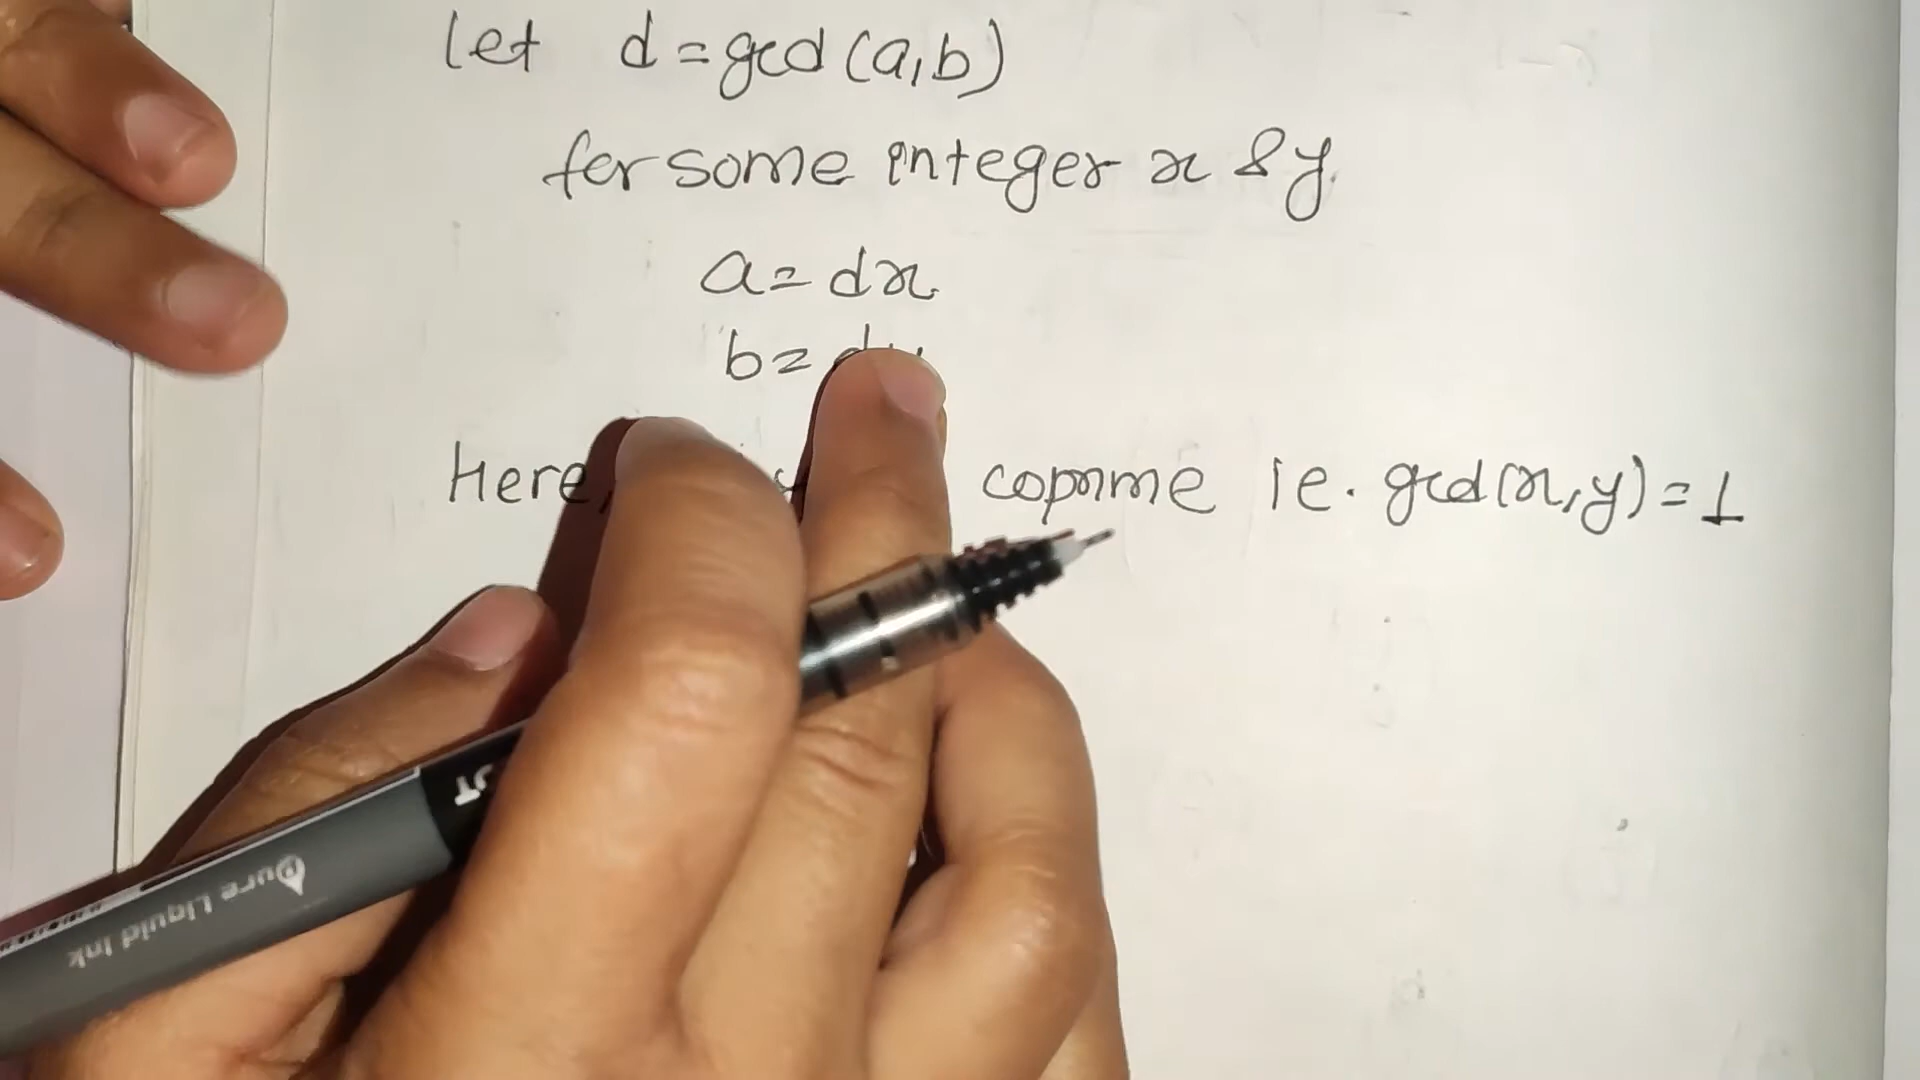 let d = gcd (a,b)
for some integer x & y
a = dx
b =
Here, coprime ie. gcd(x,y) = 1
Pure Liquid Ink